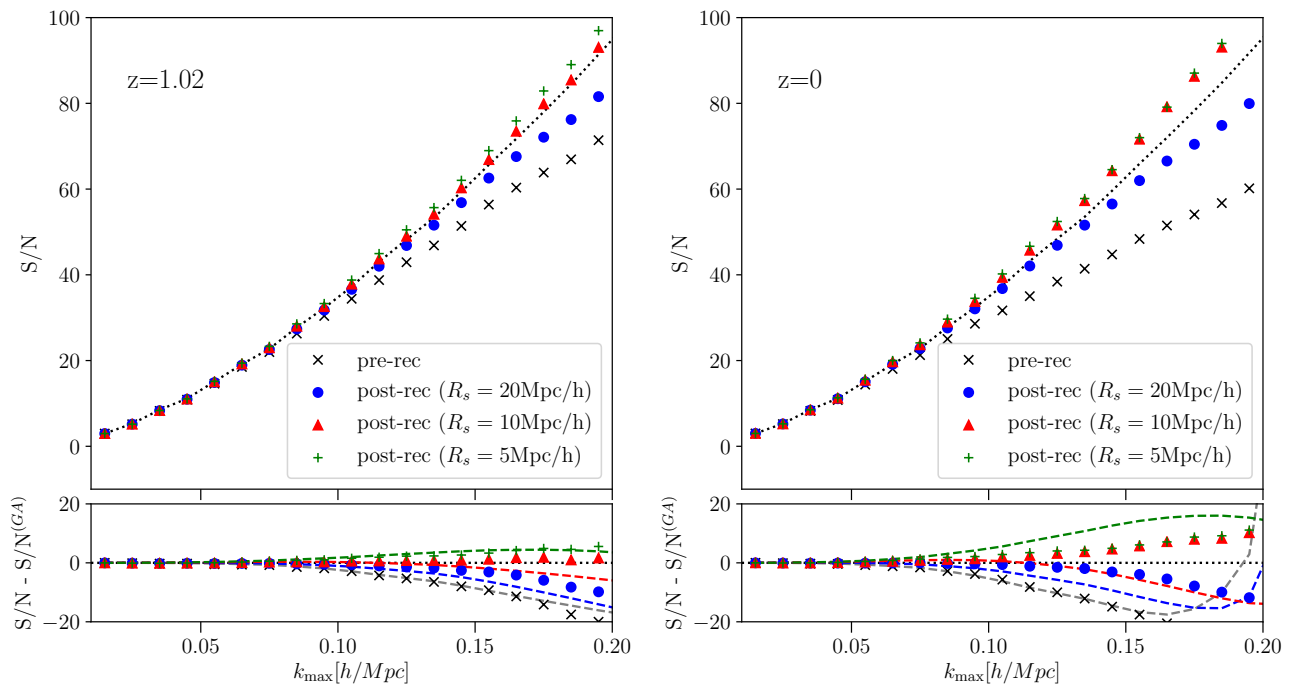 100
80
60
40
20
0
S/N
z=1.02
pre-rec
post-rec (R_s = 20Mpc/h)
post-rec (R_s = 10Mpc/h)
post-rec (R_s = 5Mpc/h)
20
0
−20
S/N - S/N^(GA)
0.05 0.10 0.15 0.20
k_max[h/Mpc]
100
80
60
40
20
0
S/N
z=0
pre-rec
post-rec (R_s = 20Mpc/h)
post-rec (R_s = 10Mpc/h)
post-rec (R_s = 5Mpc/h)
20
0
−20
S/N - S/N^(GA)
0.05 0.10 0.15 0.20
k_max[h/Mpc]